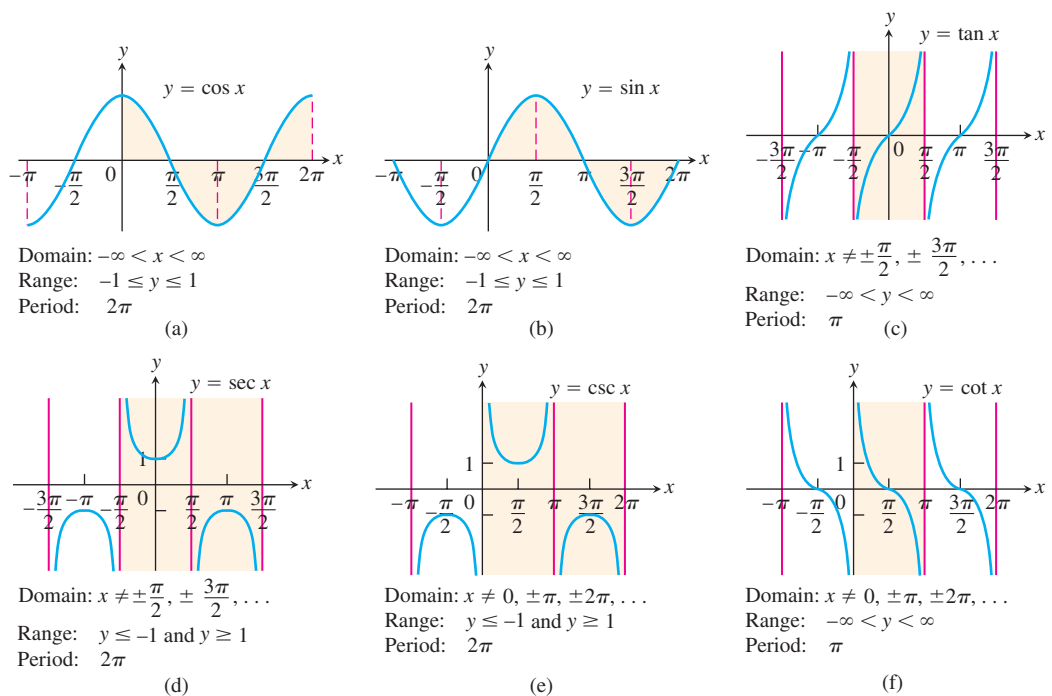 y
y = cos x
x
−π
−π/2
0
π/2
π
3π/2
2π
Domain: −∞ < x < ∞
Range: −1 ≤ y ≤ 1
Period: 2π
(a)
y
y = sin x
x
−π
−π/2
0
π/2
π
3π/2
2π
Domain: −∞ < x < ∞
Range: −1 ≤ y ≤ 1
Period: 2π
(b)
y
y = tan x
x
−3π/2
−π
−π/2
0
π/2
π
3π/2
Domain: x ≠ ±π/2, ± 3π/2, . . .
Range: −∞ < y < ∞
Period: π
(c)
y
y = sec x
1
x
−3π/2
−π
−π/2
0
π/2
π
3π/2
Domain: x ≠ ±π/2, ± 3π/2, . . .
Range: y ≤ −1 and y ≥ 1
Period: 2π
(d)
y
y = csc x
1
x
−π
−π/2
0
π/2
π
3π/2
2π
Domain: x ≠ 0, ±π, ±2π, . . .
Range: y ≤ −1 and y ≥ 1
Period: 2π
(e)
y
y = cot x
1
x
−π
−π/2
0
π/2
π
3π/2
2π
Domain: x ≠ 0, ±π, ±2π, . . .
Range: −∞ < y < ∞
Period: π
(f)